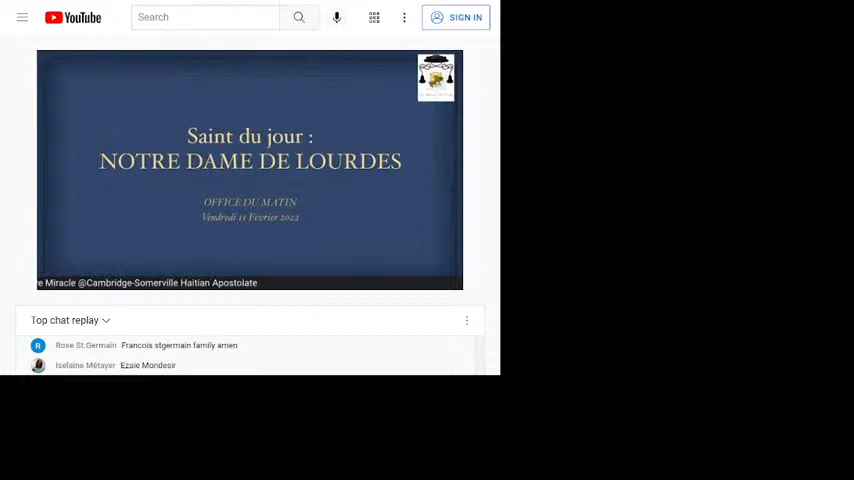 YouTube
Search
SIGN IN
Saint du jour :
NOTRE DAME DE LOURDES
OFFICE DU MATIN
Vendredi 11 Fevrier 2022
e Miracle @Cambridge-Somerville Haitian Apostolate
Top chat replay
R Rose St.Germain Francois stgermain family amen
Iselaine Métayer Ezaie Mondesir